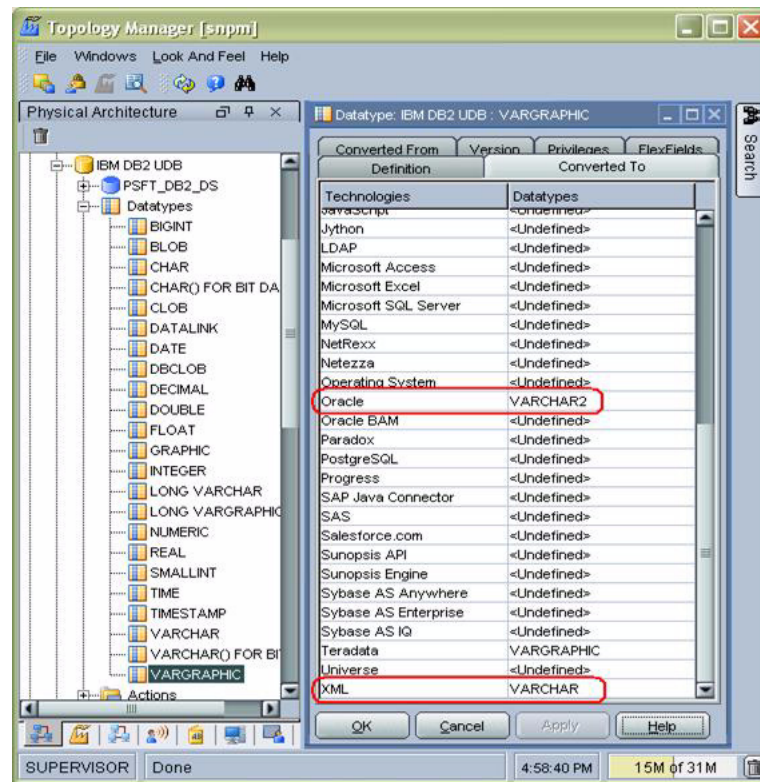 Topology Manager [snpm]
File Windows Look And Feel Help
Physical Architecture
IBM DB2 UDB
PSFT_DB2_DS
Datatypes
BIGINT
BLOB
CHAR
CHAR() FOR BIT DA
CLOB
DATALINK
DATE
DBCLOB
DECIMAL
DOUBLE
FLOAT
GRAPHIC
INTEGER
LONG VARCHAR
LONG VARGRAPHIC
NUMERIC
REAL
SMALLINT
TIME
TIMESTAMP
VARCHAR
VARCHAR() FOR BIT
VARGRAPHIC
Actions
Datatype: IBM DB2 UDB : VARGRAPHIC
Converted From Version Privileges FlexFields
Definition Converted To
Technologies Datatypes
JavaScript <Undefined>
Jython <Undefined>
LDAP <Undefined>
Microsoft Access <Undefined>
Microsoft Excel <Undefined>
Microsoft SQL Server <Undefined>
MySQL <Undefined>
NetRexx <Undefined>
Netezza <Undefined>
Operating System <Undefined>
Oracle VARCHAR2
Oracle BAM <Undefined>
Paradox <Undefined>
PostgreSQL <Undefined>
Progress <Undefined>
SAP Java Connector <Undefined>
SAS <Undefined>
Salesforce.com <Undefined>
Sunopsis API <Undefined>
Sunopsis Engine <Undefined>
Sybase AS Anywhere <Undefined>
Sybase AS Enterprise <Undefined>
Sybase AS IQ <Undefined>
Teradata VARGRAPHIC
Universe <Undefined>
XML VARCHAR
OK Cancel Apply Help
Search
SUPERVISOR Done 4:58:40 PM 15M of 31M